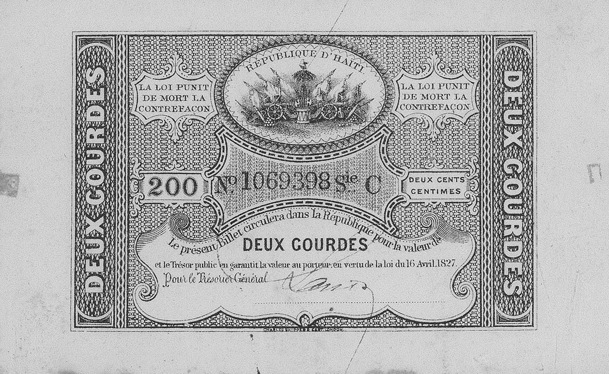 RÉPUBLIQUE D'HAITI
LA LOI PUNIT
DE MORT LA
CONTREFAÇON
LA LOI PUNIT
DE MORT LA
CONTREFAÇON
DEUX GOURDES
DEUX GOURDES
200
No 1069398 Sie C
DEUX CENTS
CENTIMES
Le présent Billet circulera dans la République pour la valeur de
DEUX GOURDES
et le Trésor public en garantit la valeur au porteur, en vertu de la loi du 16 Avril, 1827.
Pour le Trésorier Général